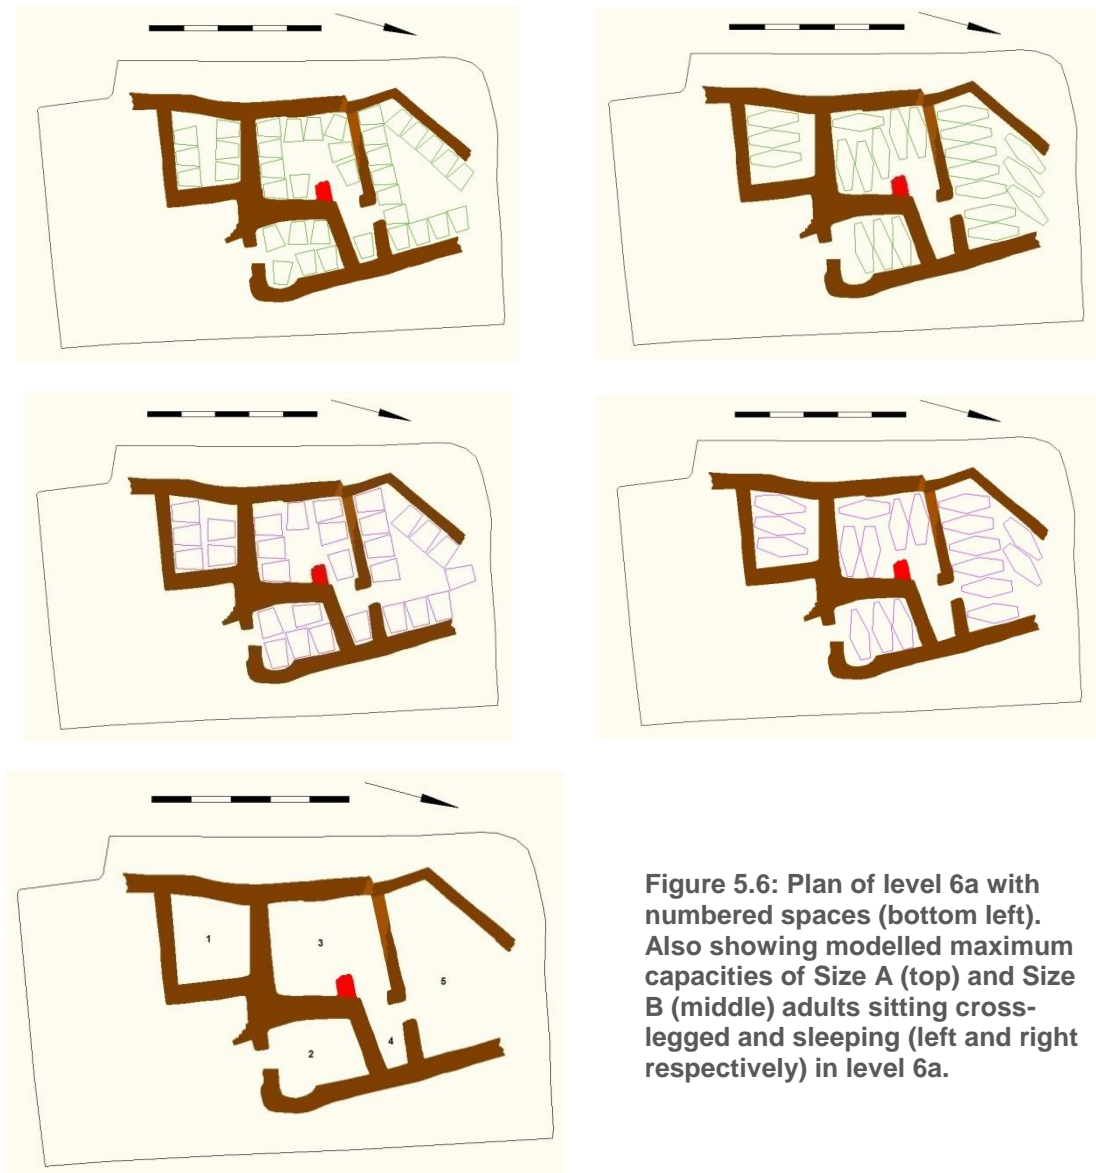 1
3
5
2
4
Figure 5.6: Plan of level 6a with
numbered spaces (bottom left).
Also showing modelled maximum
capacities of Size A (top) and Size
B (middle) adults sitting cross-
legged and sleeping (left and right
respectively) in level 6a.